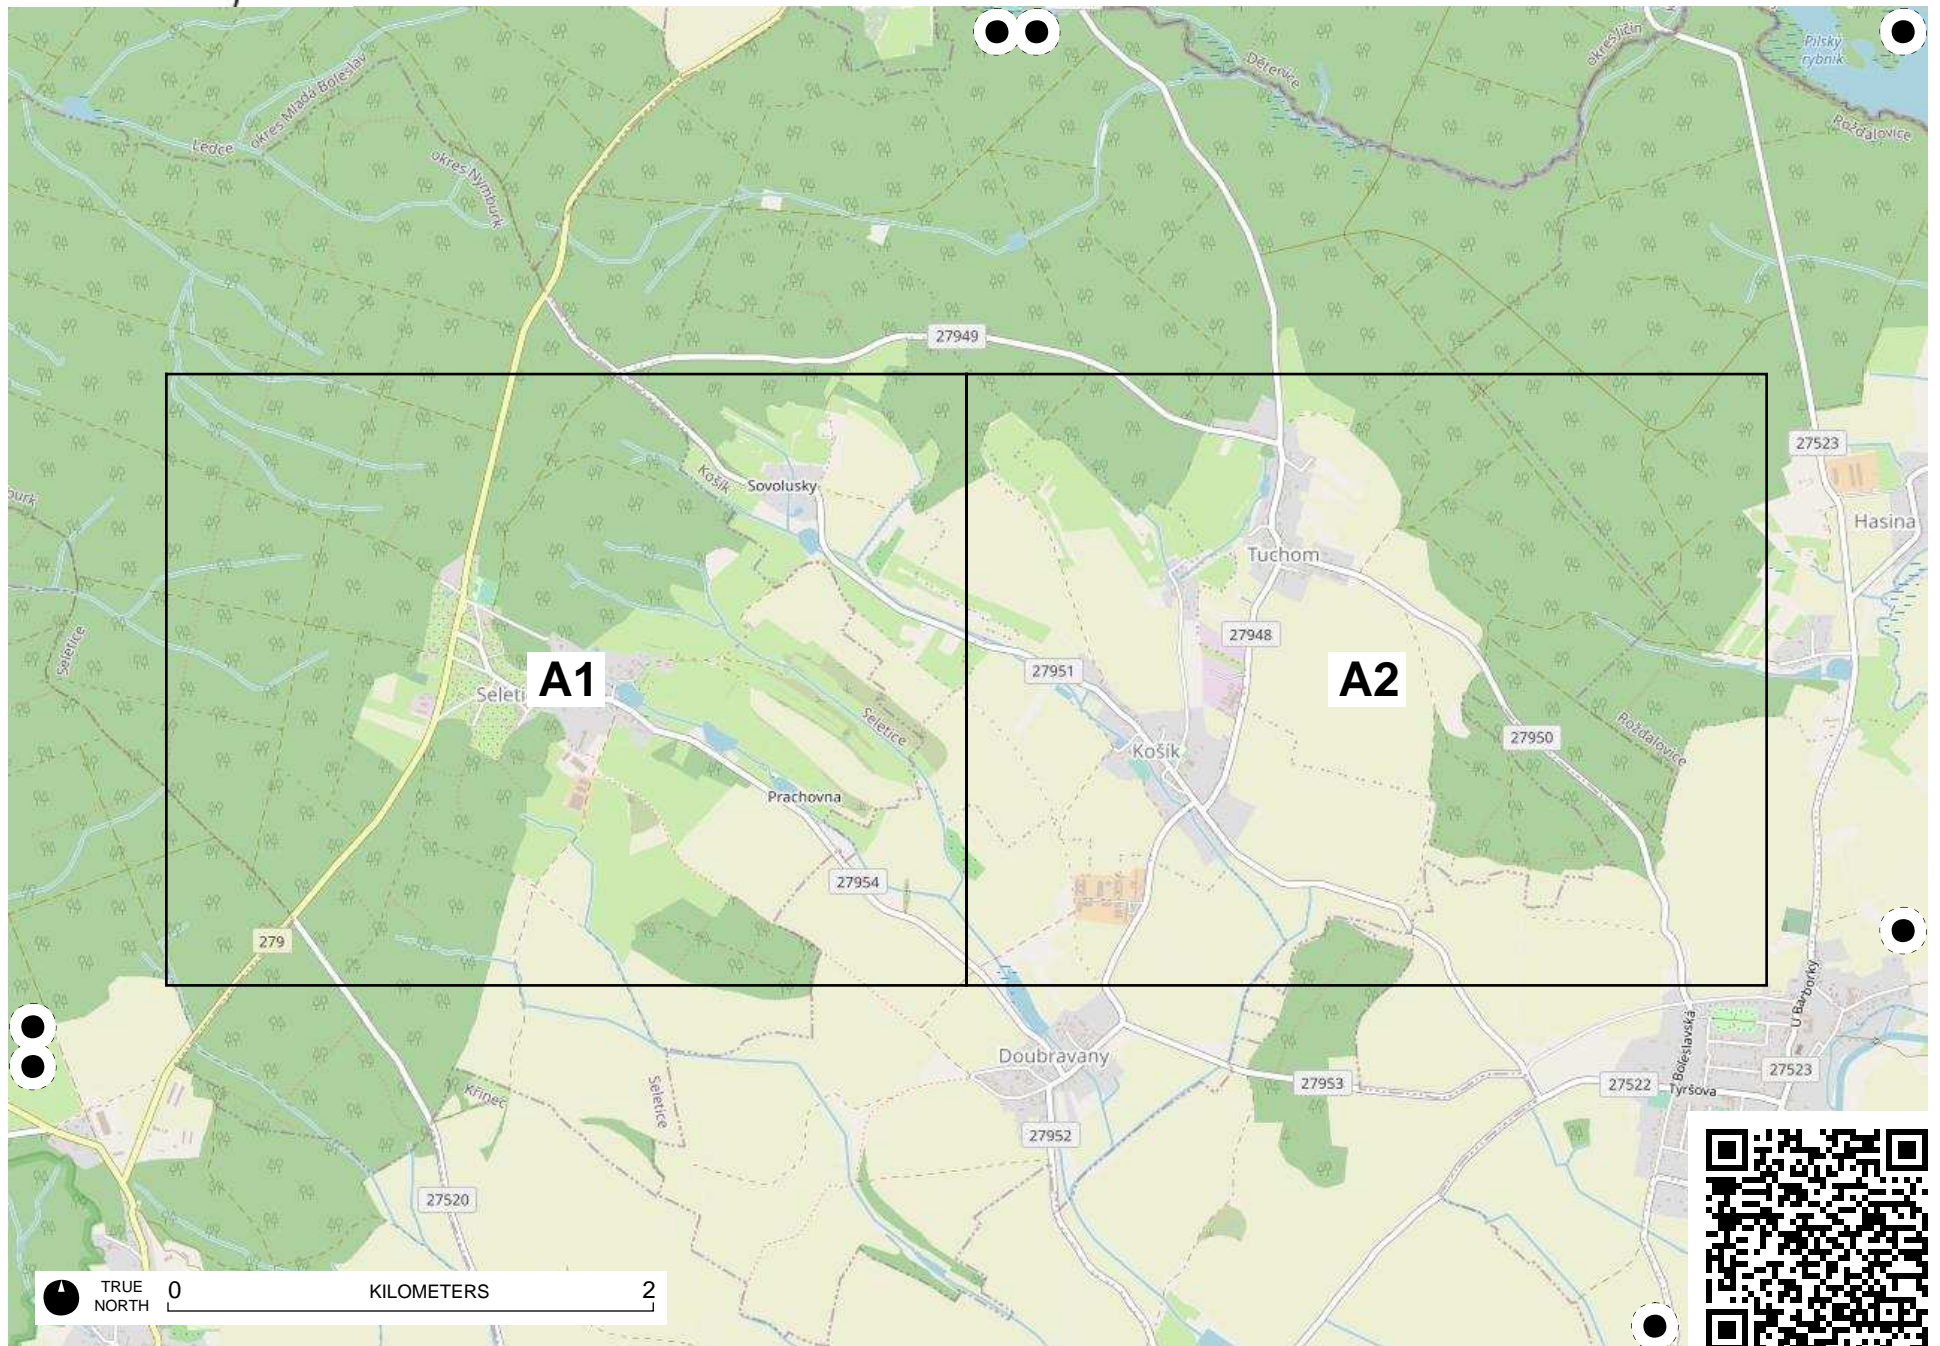 Pilský
rybník
okres Jičín
Dětenice
okres Mladá Boleslav
Ledce
Rožďalovice
okres Nymburk
27949
27523
Košík
Sovolusky
Hasina
Tuchom
Seletice
27948
A1
A2
27951
Seletice
Rožďalovice
27950
Košík
Prachovna
27954
279
U Barborky
Boleslavská
Doubravany
27953
27522
27523
Tyršova
Křinec
Seletice
27952
27520
TRUE
NORTH
0
KILOMETERS
2